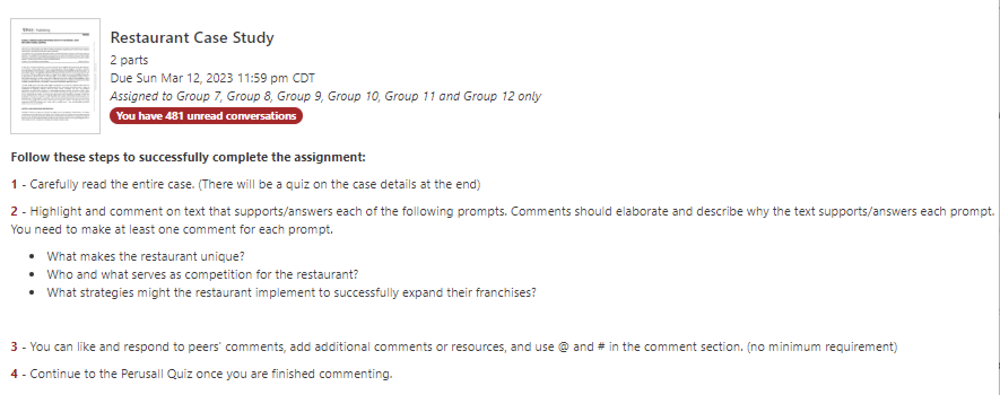 Restaurant Case Study
2 parts
Due Sun Mar 12, 2023 11:59 pm CDT
Assigned to Group 7, Group 8, Group 9, Group 10, Group 11 and Group 12 only
You have 481 unread conversations
Follow these steps to successfully complete the assignment:
1 - Carefully read the entire case. (There will be a quiz on the case details at the end)
2 - Highlight and comment on text that supports/answers each of the following prompts. Comments should elaborate and describe why the text supports/answers each prompt.
You need to make at least one comment for each prompt.
• What makes the restaurant unique?
• Who and what serves as competition for the restaurant?
• What strategies might the restaurant implement to successfully expand their franchises?
3 - You can like and respond to peers' comments, add additional comments or resources, and use @ and # in the comment section. (no minimum requirement)
4 - Continue to the Perusall Quiz once you are finished commenting.